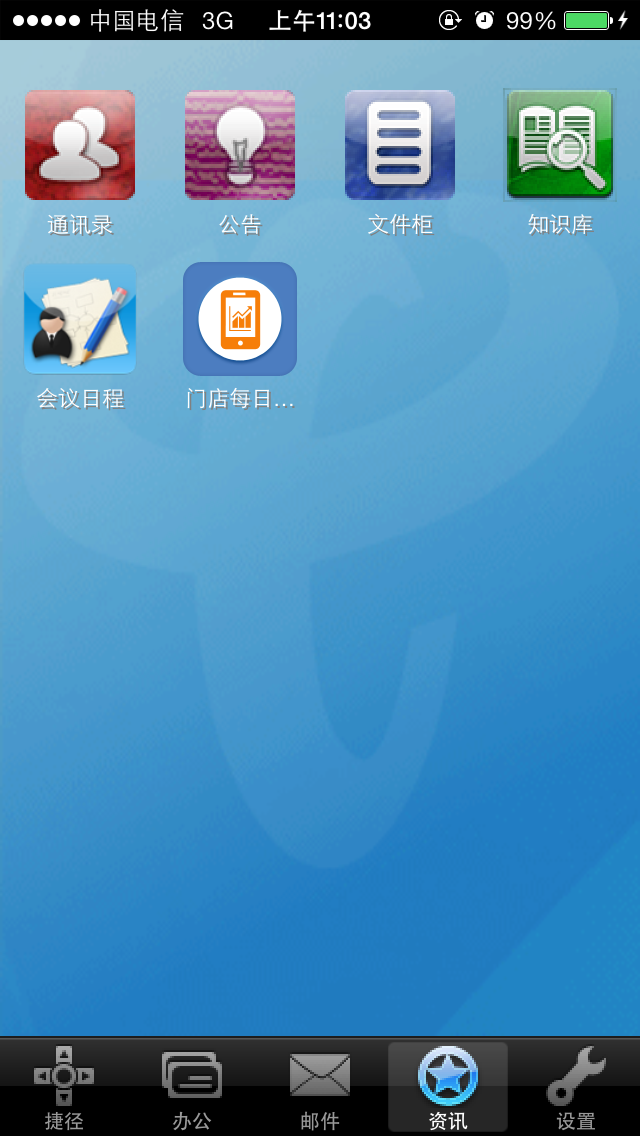 中国电信 3G 上午11:03 99%
通讯录 公告 文件柜 知识库
会议日程 门店每日...
捷径 办公 邮件 资讯 设置